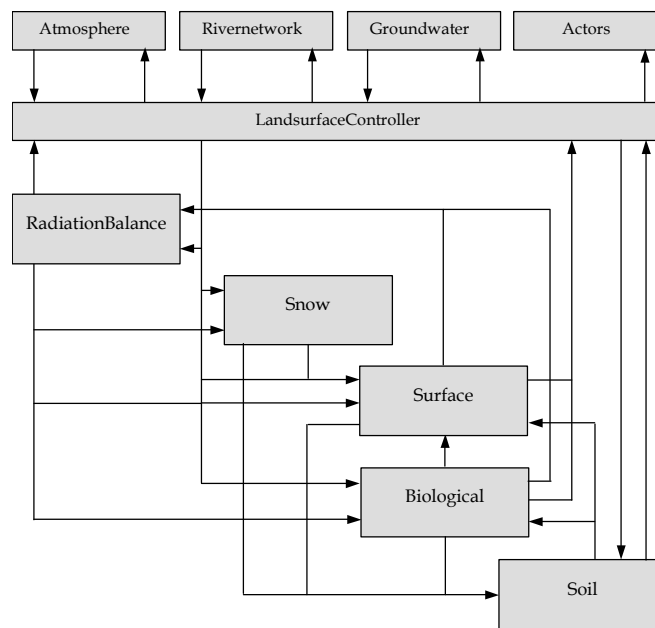 Atmosphere
Rivernetwork
Groundwater
Actors
LandsurfaceController
RadiationBalance
Snow
Surface
Biological
Soil